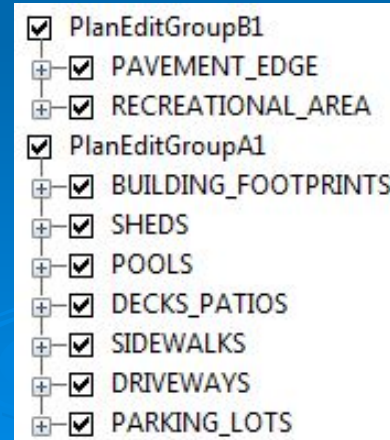 PlanEditGroupB1
PAVEMENT_EDGE
RECREATIONAL_AREA
PlanEditGroupA1
BUILDING_FOOTPRINTS
SHEDS
POOLS
DECKS_PATIOS
SIDEWALKS
DRIVEWAYS
PARKING_LOTS